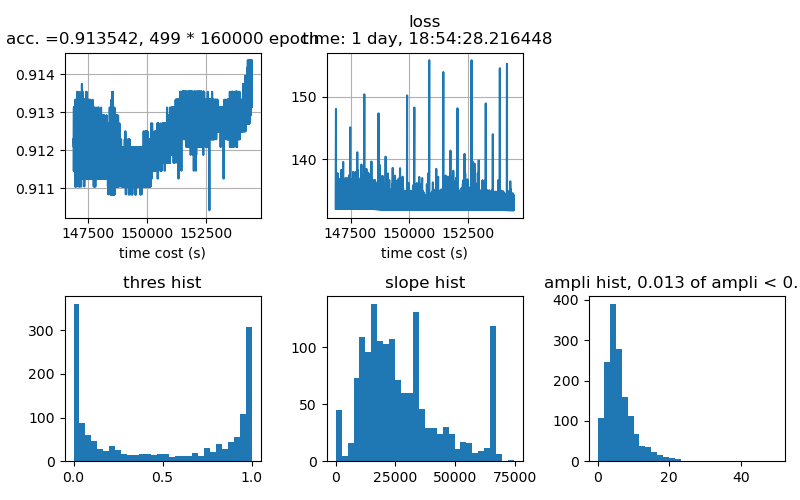 loss
acc. =0.913542, 499 * 160000 epoch
time: 1 day, 18:54:28.216448
0.914
0.913
0.912
0.911
147500 150000 152500
time cost (s)
150
140
147500 150000 152500
time cost (s)
thres hist
300
200
100
0
0.0 0.5 1.0
slope hist
100
50
0
0 25000 50000 75000
ampli hist, 0.013 of ampli < 0.
400
300
200
100
0
0 20 40